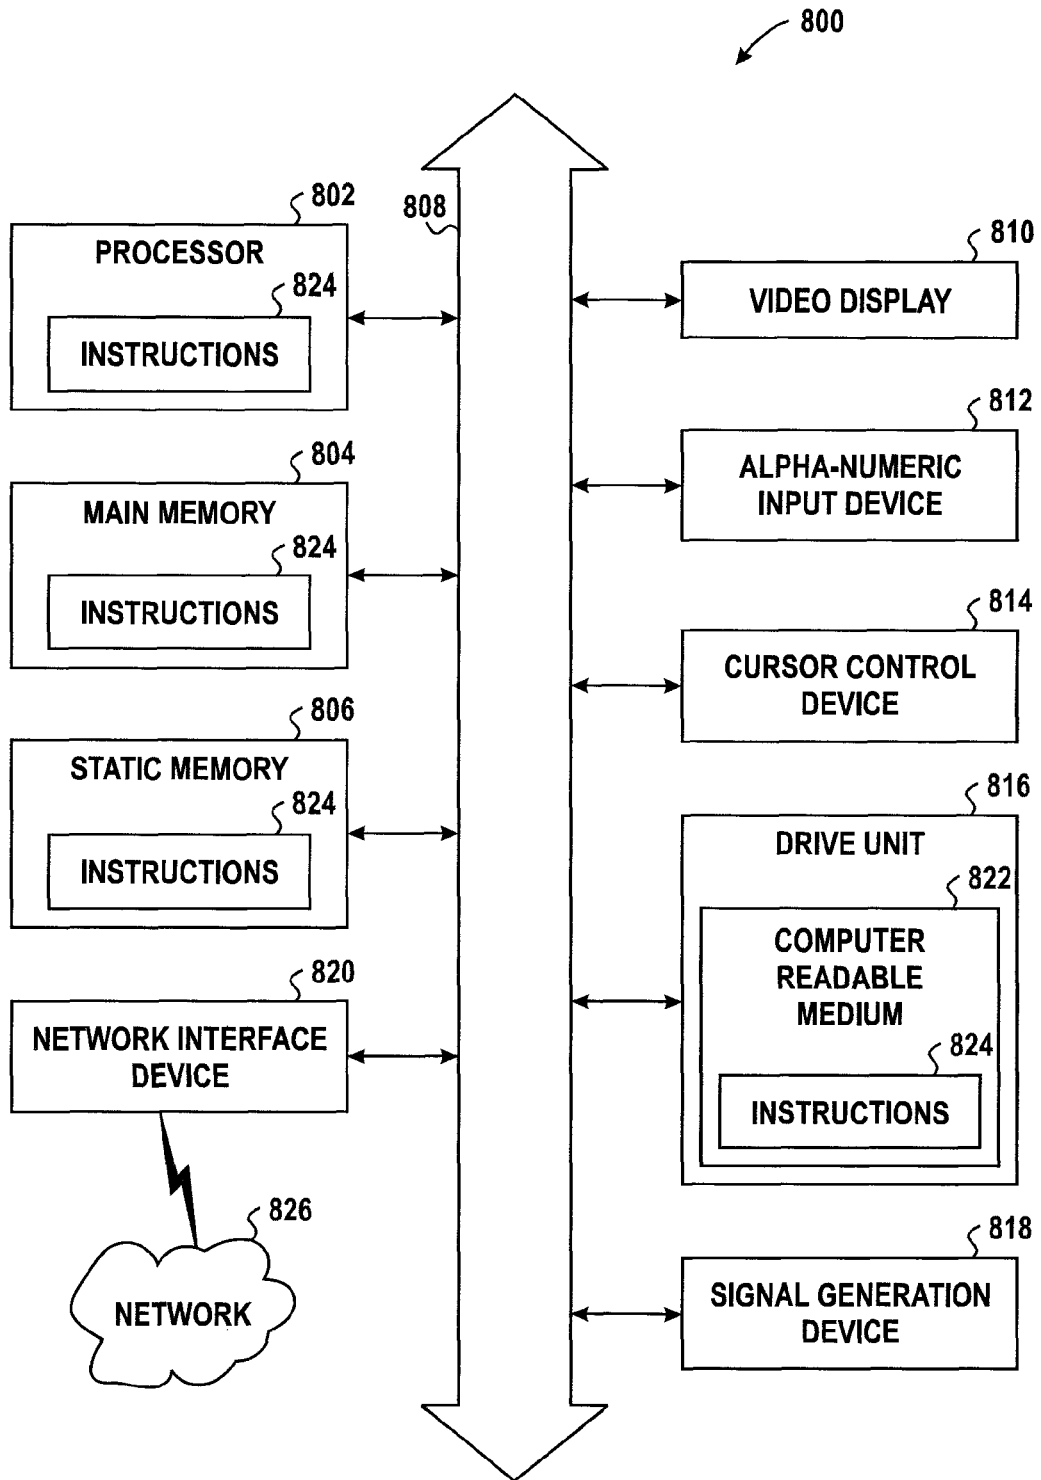 800
802
PROCESSOR
824
INSTRUCTIONS
804
MAIN MEMORY
824
INSTRUCTIONS
806
STATIC MEMORY
824
INSTRUCTIONS
820
NETWORK INTERFACE
DEVICE
826
NETWORK
808
810
VIDEO DISPLAY
812
ALPHA-NUMERIC
INPUT DEVICE
814
CURSOR CONTROL
DEVICE
816
DRIVE UNIT
822
COMPUTER
READABLE
MEDIUM
824
INSTRUCTIONS
818
SIGNAL GENERATION
DEVICE